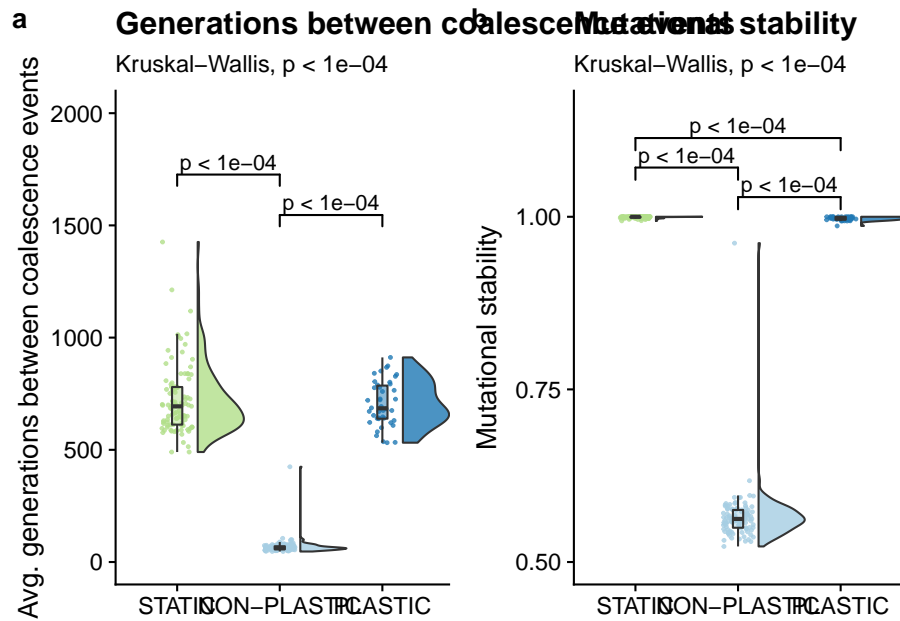 a
Generations between coalescence events
Kruskal−Wallis, p < 1e−04
Avg. generations between coalescence events
2000
1500
1000
500
0
p < 1e−04
p < 1e−04
STATIC
NON−PLASTIC
PLASTIC
b
Mutational stability
Kruskal−Wallis, p < 1e−04
Mutational stability
1.00
0.75
0.50
p < 1e−04
p < 1e−04
p < 1e−04
STATIC
NON−PLASTIC
PLASTIC